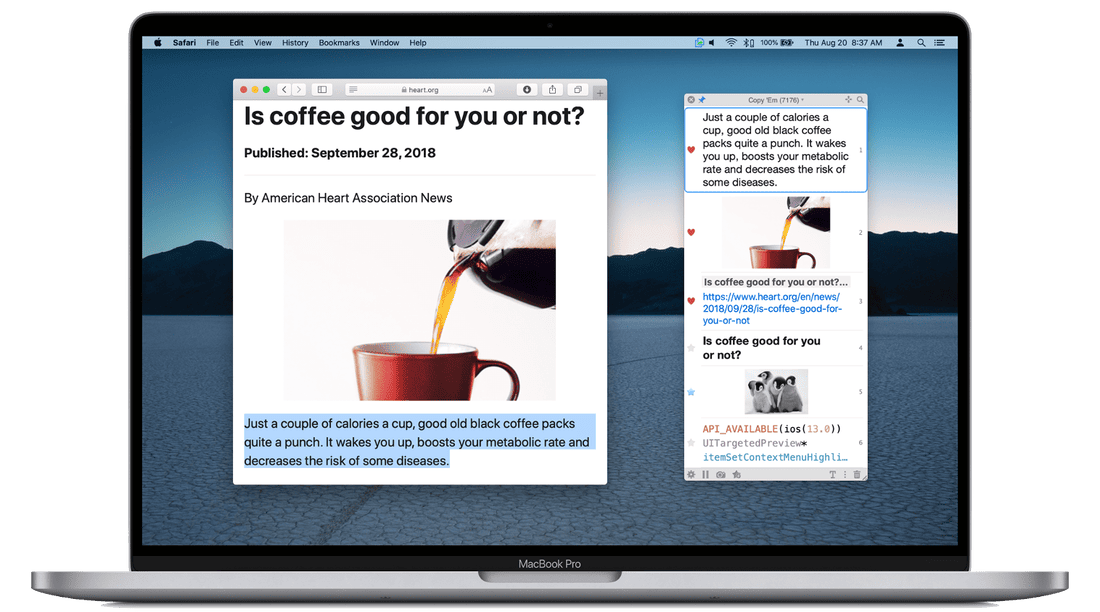 Safari File Edit View History Bookmarks Window Help
100% Thu Aug 20 8:37 AM
heart.org
AA
Is coffee good for you or not?
Published: September 28, 2018
By American Heart Association News
Just a couple of calories a cup, good old black coffee packs
quite a punch. It wakes you up, boosts your metabolic rate and
decreases the risk of some diseases.
Copy 'Em (7176)
Just a couple of calories a
cup, good old black coffee
packs quite a punch. It wakes
you up, boosts your metabolic
rate and decreases the risk of
some diseases.
1
2
Is coffee good for you or not?...
https://www.heart.org/en/news/
2018/09/28/is-coffee-good-for-
you-or-not
3
Is coffee good for you
or not?
4
5
API_AVAILABLE(ios(13.0))
UITargetedPreview*
itemSetContextMenuHighli...
6
T
MacBook Pro